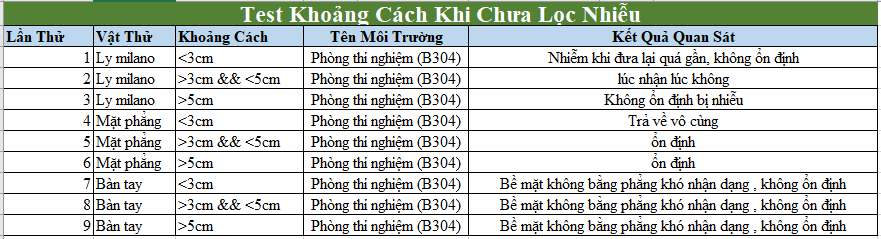 Test Khoảng Cách Khi Chưa Lọc Nhiễu
Lần Thử Vật Thử Khoảng Cách Tên Môi Trường Kết Quả Quan Sát
1 Ly milano <3cm Phòng thí nghiệm (B304) Nhiễm khi đưa lại quá gần, không ổn định
2 Ly milano >3cm && <5cm Phòng thí nghiệm (B304) lúc nhận lúc không
3 Ly milano >5cm Phòng thí nghiệm (B304) Không ổn định bị nhiễu
4 Mặt phẳng <3cm Phòng thí nghiệm (B304) Trả về vô cùng
5 Mặt phẳng >3cm && <5cm Phòng thí nghiệm (B304) ổn định
6 Mặt phẳng >5cm Phòng thí nghiệm (B304) ổn định
7 Bàn tay <3cm Phòng thí nghiệm (B304) Bề mặt không bằng phẳng khó nhận dạng , không ổn định
8 Bàn tay >3cm && <5cm Phòng thí nghiệm (B304) Bề mặt không bằng phẳng khó nhận dạng , không ổn định
9 Bàn tay >5cm Phòng thí nghiệm (B304) Bề mặt không bằng phẳng khó nhận dạng , không ổn định